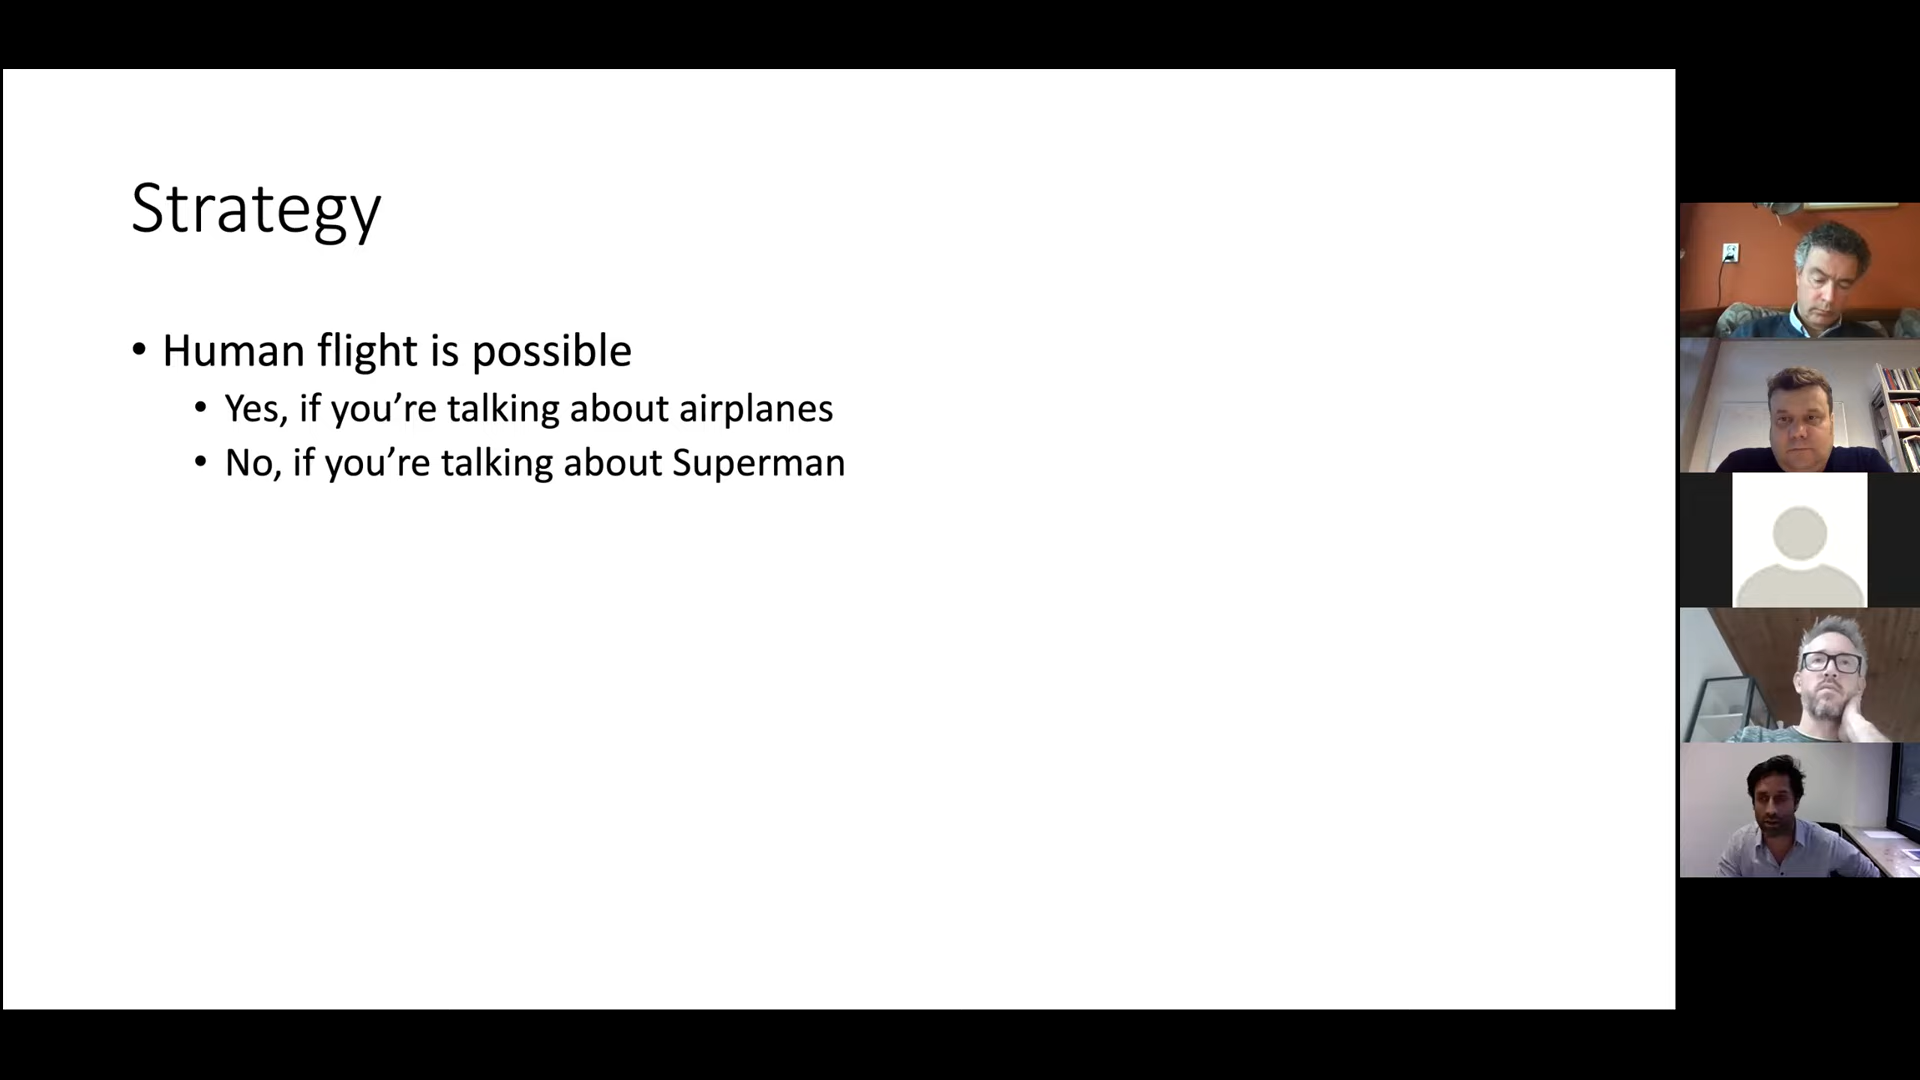 Strategy
• Human flight is possible
• Yes, if you’re talking about airplanes
• No, if you’re talking about Superman